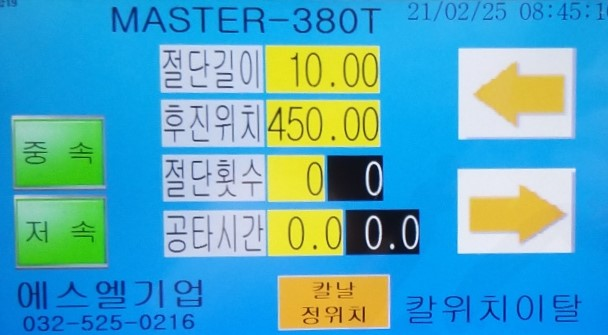 MASTER-380T
21/02/25 08:45:1
절단길이 10.00
후진위치 450.00
절단횟수 0 0
공타시간 0.0 0.0
중 속
저 속
에스엘기업
032-525-0216
칼날
정위치
칼위치이탈